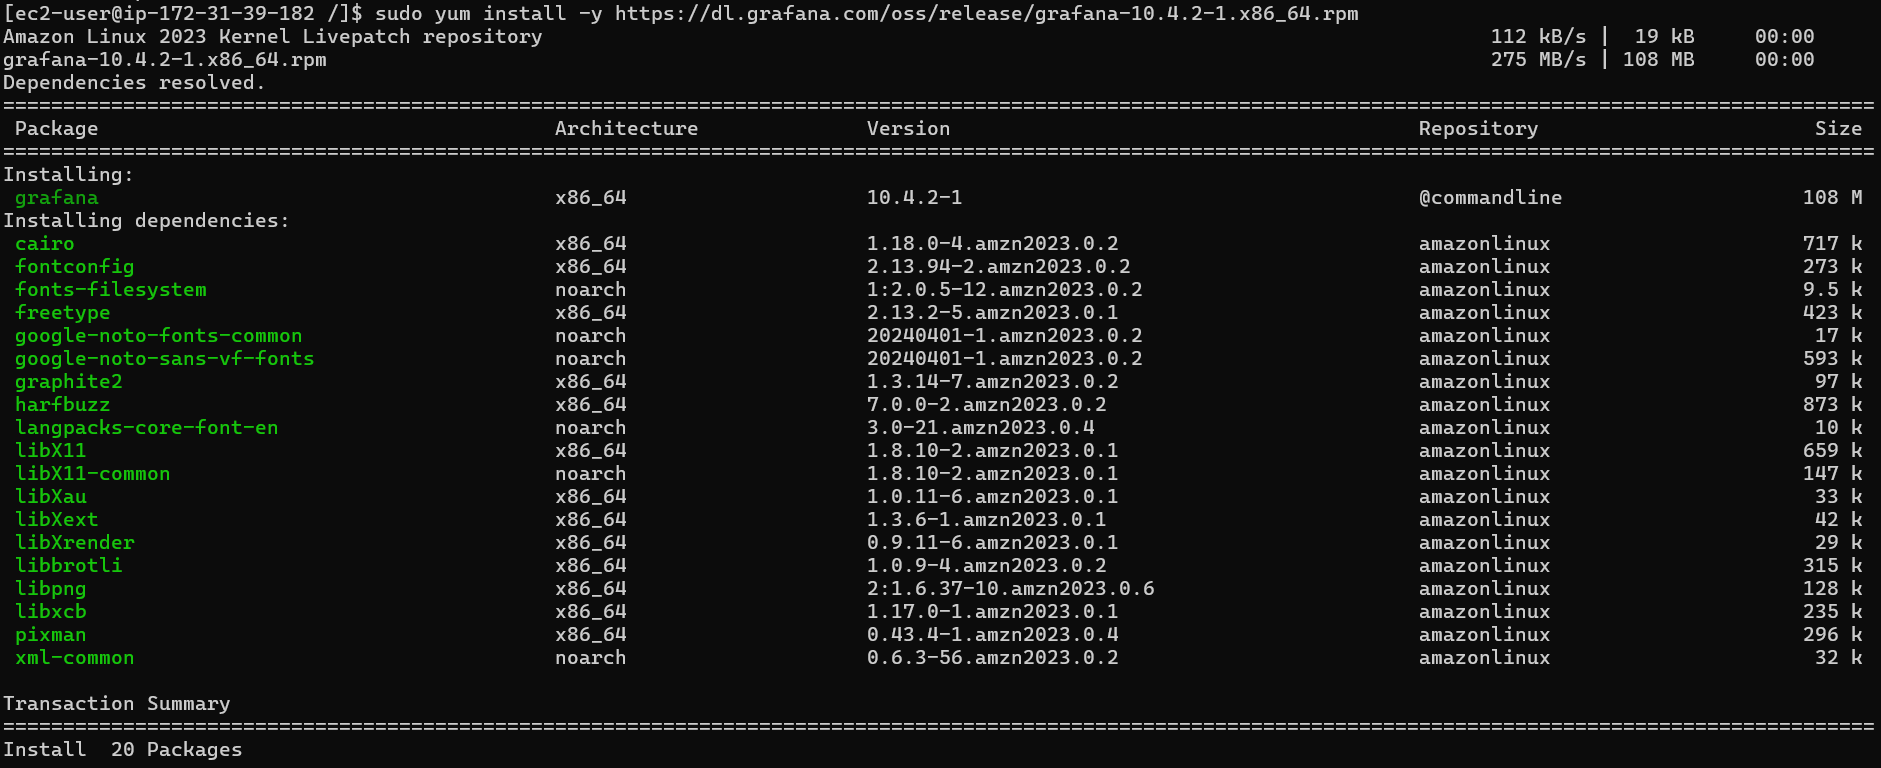 [ec2-user@ip-172-31-39-182 /]$ sudo yum install -y https://dl.grafana.com/oss/release/grafana-10.4.2-1.x86_64.rpm
Amazon Linux 2023 Kernel Livepatch repository 112 kB/s | 19 kB 00:00
grafana-10.4.2-1.x86_64.rpm 275 MB/s | 108 MB 00:00
Dependencies resolved.
================================================================================
Package Architecture Version Repository Size
================================================================================
Installing:
grafana x86_64 10.4.2-1 @commandline 108 M
Installing dependencies:
cairo x86_64 1.18.0-4.amzn2023.0.2 amazonlinux 717 k
fontconfig x86_64 2.13.94-2.amzn2023.0.2 amazonlinux 273 k
fonts-filesystem noarch 1:2.0.5-12.amzn2023.0.2 amazonlinux 9.5 k
freetype x86_64 2.13.2-5.amzn2023.0.1 amazonlinux 423 k
google-noto-fonts-common noarch 20240401-1.amzn2023.0.2 amazonlinux 17 k
google-noto-sans-vf-fonts noarch 20240401-1.amzn2023.0.2 amazonlinux 593 k
graphite2 x86_64 1.3.14-7.amzn2023.0.2 amazonlinux 97 k
harfbuzz x86_64 7.0.0-2.amzn2023.0.2 amazonlinux 873 k
langpacks-core-font-en noarch 3.0-21.amzn2023.0.4 amazonlinux 10 k
libX11 x86_64 1.8.10-2.amzn2023.0.1 amazonlinux 659 k
libX11-common noarch 1.8.10-2.amzn2023.0.1 amazonlinux 147 k
libXau x86_64 1.0.11-6.amzn2023.0.1 amazonlinux 33 k
libXext x86_64 1.3.6-1.amzn2023.0.1 amazonlinux 42 k
libXrender x86_64 0.9.11-6.amzn2023.0.1 amazonlinux 29 k
libbrotli x86_64 1.0.9-4.amzn2023.0.2 amazonlinux 315 k
libpng x86_64 2:1.6.37-10.amzn2023.0.6 amazonlinux 128 k
libxcb x86_64 1.17.0-1.amzn2023.0.1 amazonlinux 235 k
pixman x86_64 0.43.4-1.amzn2023.0.4 amazonlinux 296 k
xml-common noarch 0.6.3-56.amzn2023.0.2 amazonlinux 32 k
Transaction Summary
================================================================================
Install 20 Packages